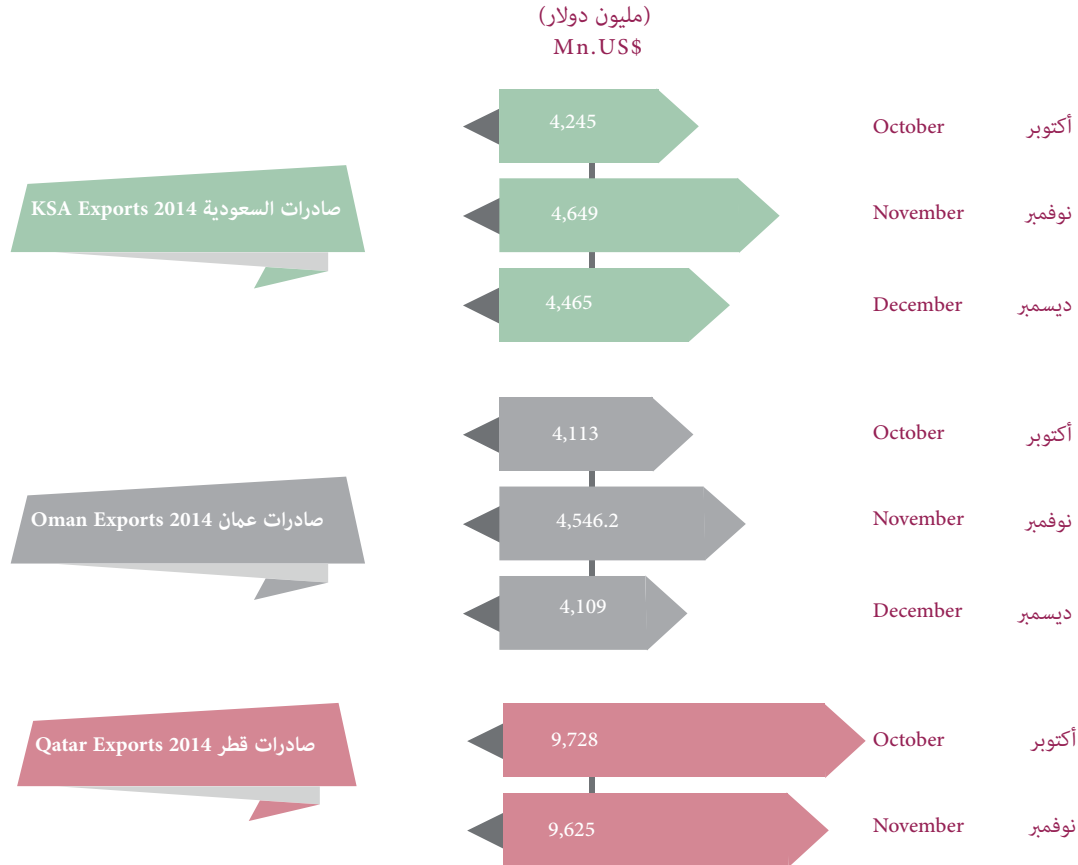 (مليون دولار)
Mn.US$
4,245 October أكتوبر
KSA Exports 2014 صادرات السعودية
4,649 November نوفمبر
4,465 December ديسمبر
4,113 October أكتوبر
Oman Exports 2014 صادرات عمان
4,546.2 November نوفمبر
4,109 December ديسمبر
Qatar Exports 2014 صادرات قطر
9,728 October أكتوبر
9,625 November نوفمبر